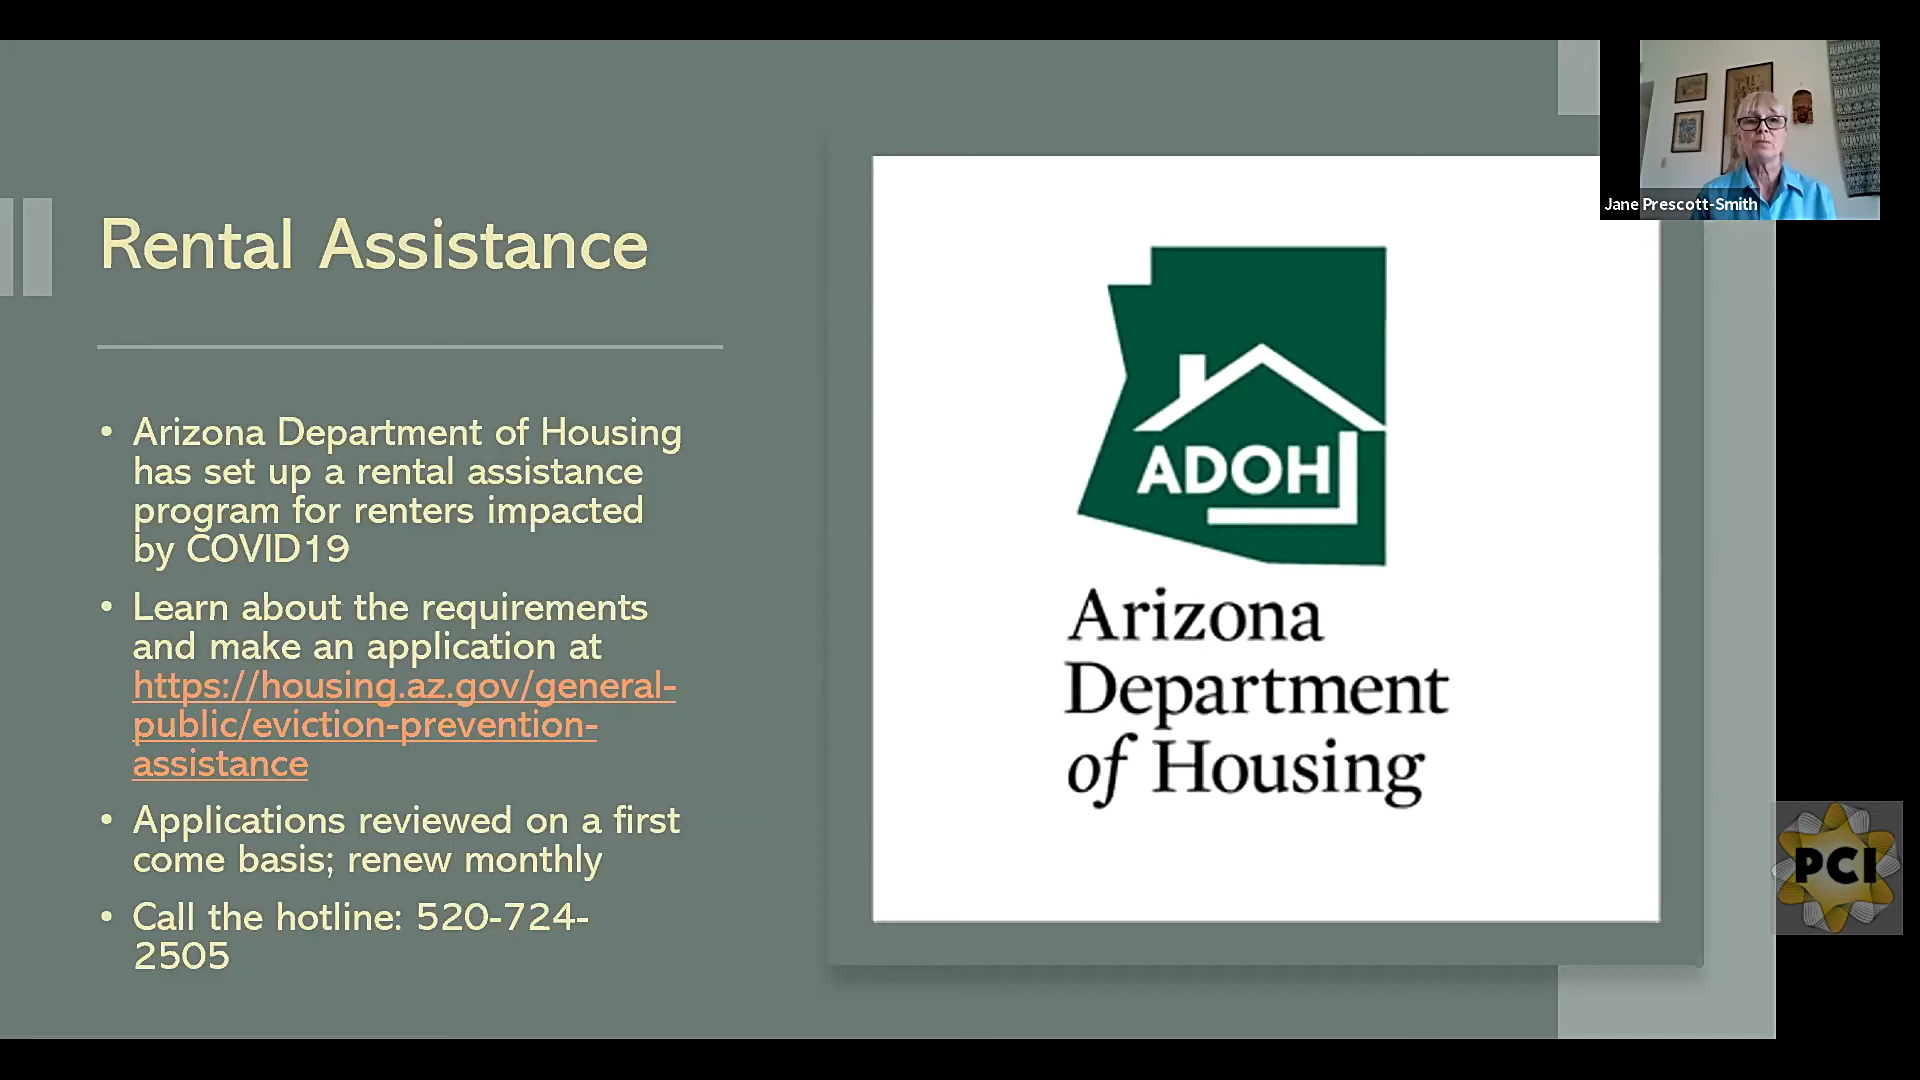 Rental Assistance
• Arizona Department of Housing
has set up a rental assistance
program for renters impacted
by COVID19
• Learn about the requirements
and make an application at
https://housing.az.gov/general-
public/eviction-prevention-
assistance
• Applications reviewed on a first
come basis; renew monthly
• Call the hotline: 520-724-
2505
ADOH
Arizona
Department
of Housing
Jane Prescott-Smith
PCI